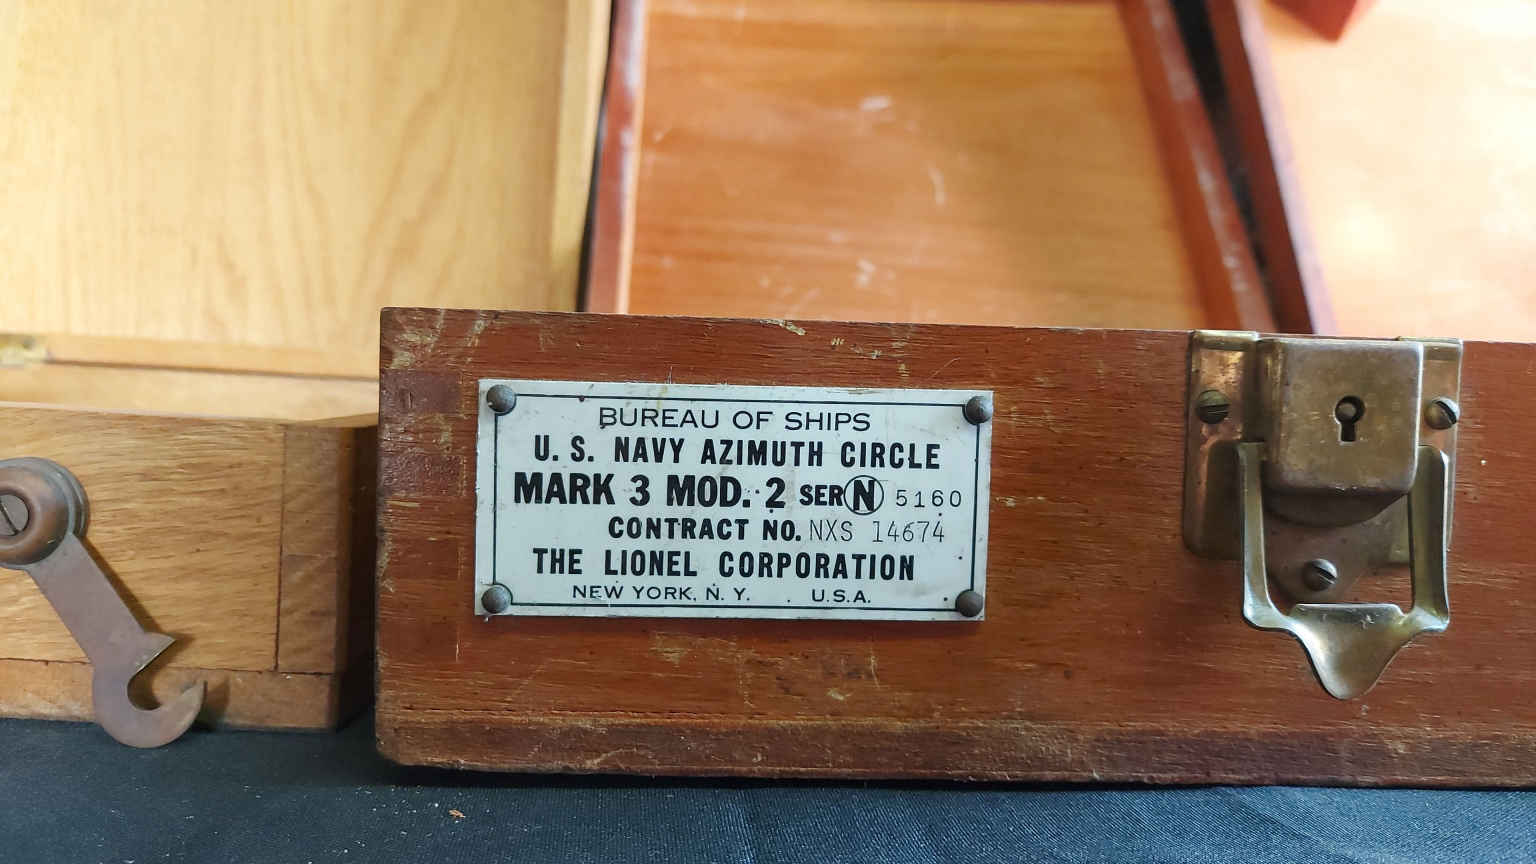 BUREAU OF SHIPS
U. S. NAVY AZIMUTH CIRCLE
MARK 3 MOD. 2 SER N 5160
CONTRACT NO. NXS 14674
THE LIONEL CORPORATION
NEW YORK, N. Y. U.S.A.